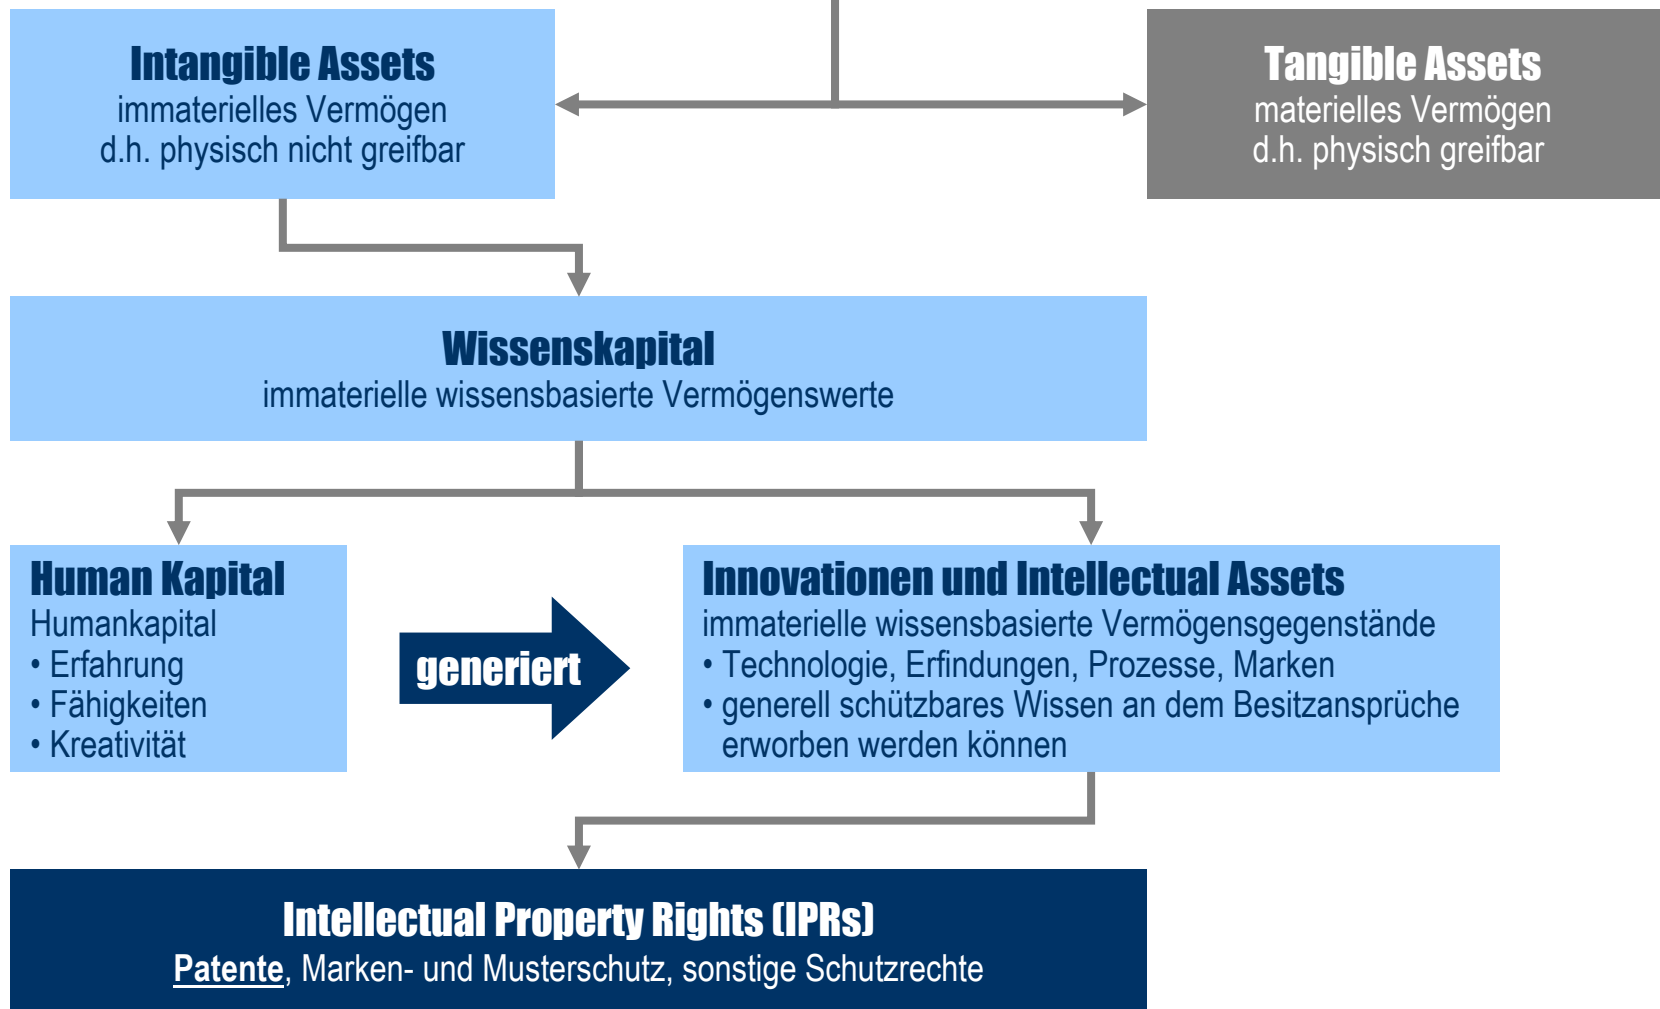 Intangible Assets
immaterielles Vermögen
d.h. physisch nicht greifbar
Tangible Assets
materielles Vermögen
d.h. physisch greifbar
Wissenskapital
immaterielle wissensbasierte Vermögenswerte
Human Kapital
Humankapital
• Erfahrung
• Fähigkeiten
• Kreativität
generiert
Innovationen und Intellectual Assets
immaterielle wissensbasierte Vermögensgegenstände
• Technologie, Erfindungen, Prozesse, Marken
• generell schützbares Wissen an dem Besitzansprüche
erworben werden können
Intellectual Property Rights (IPRs)
Patente, Marken- und Musterschutz, sonstige Schutzrechte